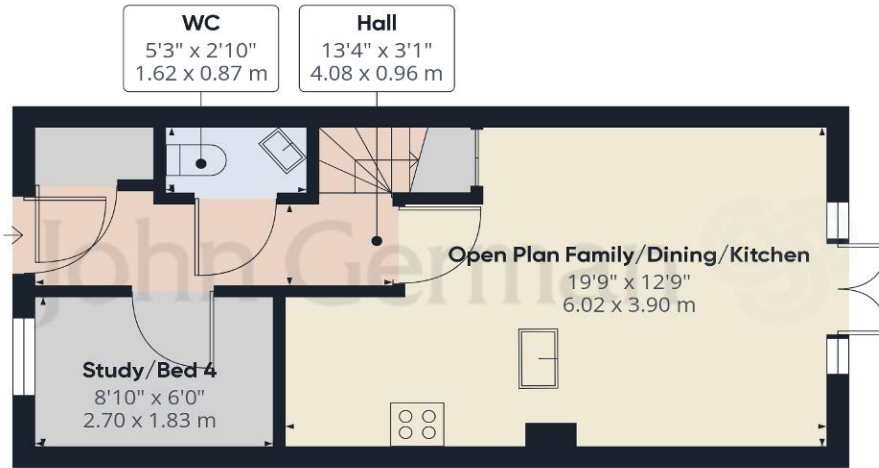 WC
5'3" x 2'10"
1.62 x 0.87 m
Hall
13'4" x 3'1"
4.08 x 0.96 m
John German
Open Plan Family/Dining/Kitchen
19'9" x 12'9"
6.02 x 3.90 m
Study/Bed 4
8'10" x 6'0"
2.70 x 1.83 m